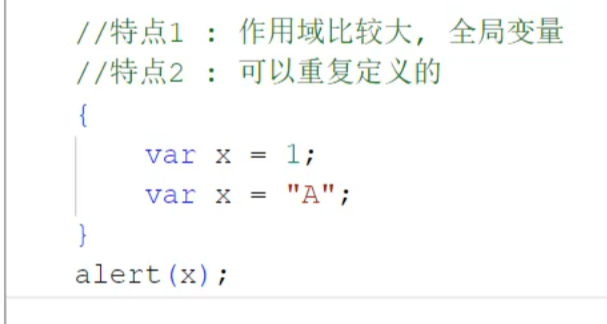 //特点1 : 作用域比较大, 全局变量
//特点2 : 可以重复定义的
{
    var x = 1;
    var x = "A";
}
alert(x);